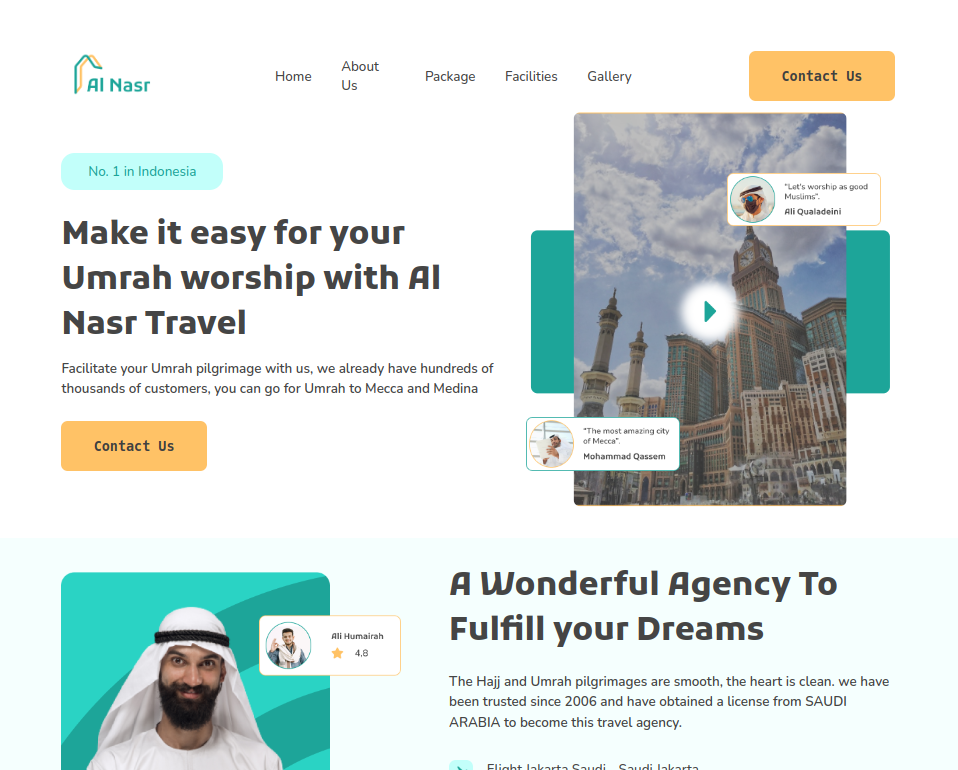 Al Nasr
Home
About
Us
Package
Facilities
Gallery
Contact Us
No. 1 in Indonesia
Make it easy for your
Umrah worship with Al
Nasr Travel
Facilitate your Umrah pilgrimage with us, we already have hundreds of
thousands of customers, you can go for Umrah to Mecca and Medina
Contact Us
"Let's worship as good
Muslims".
Ali Qualadeini
"The most amazing city
of Mecca".
Mohammad Qassem
Ali Humairah
4,8
A Wonderful Agency To
Fulfill your Dreams
The Hajj and Umrah pilgrimages are smooth, the heart is clean. we have
been trusted since 2006 and have obtained a license from SAUDI
ARABIA to become this travel agency.
Flight Jakarta Saudi - Saudi Jakarta